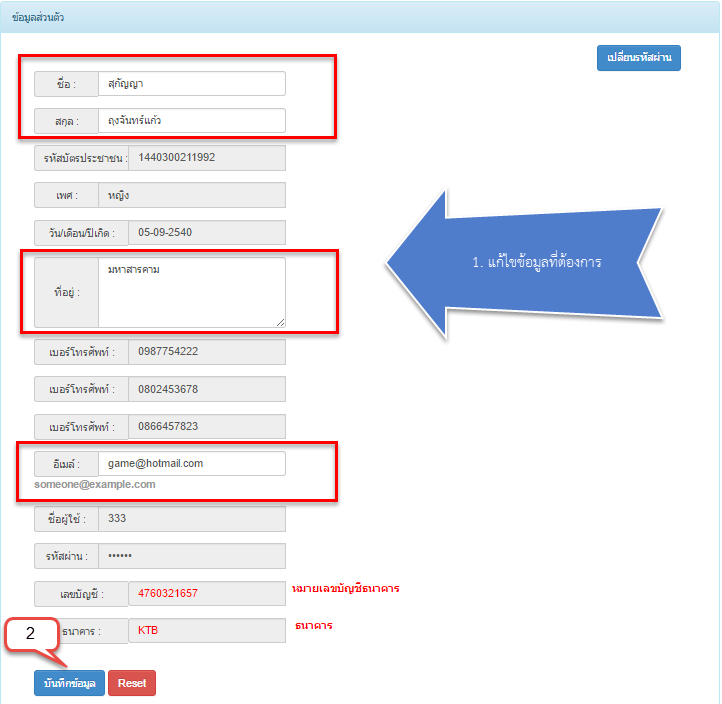 ข้อมูลส่วนตัว
เปลี่ยนรหัสผ่าน
ชื่อ : สุกัญญา
สกุล : ถุงจันทร์แก้ว
รหัสบัตรประชาชน : 1440300211992
เพศ : หญิง
วัน/เดือน/ปีเกิด : 05-09-2540
1. แก้ไขข้อมูลที่ต้องการ
ที่อยู่ : มหาสารคาม
เบอร์โทรศัพท์ : 0987754222
เบอร์โทรศัพท์ : 0802453678
เบอร์โทรศัพท์ : 0866457823
อีเมล์ : game@hotmail.com
someone@example.com
ชื่อผู้ใช้ : 333
รหัสผ่าน : ••••••
เลขบัญชี : 4760321657 หมายเลขบัญชีธนาคาร
ธนาคาร : KTB ธนาคาร
2
บันทึกข้อมูล Reset